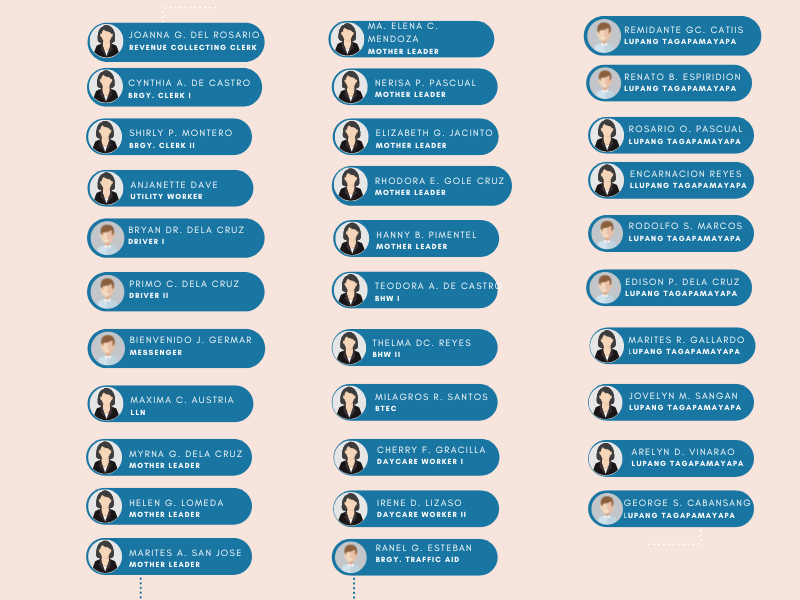 JOANNA G. DEL ROSARIO
REVENUE COLLECTING CLERK
CYNTHIA A. DE CASTRO
BRGY. CLERK I
SHIRLY P. MONTERO
BRGY. CLERK II
ANJANETTE DAVE
UTILITY WORKER
BRYAN DR. DELA CRUZ
DRIVER I
PRIMO C. DELA CRUZ
DRIVER II
BIENVENIDO J. GERMAR
MESSENGER
MAXIMA C. AUSTRIA
LLN
MYRNA G. DELA CRUZ
MOTHER LEADER
HELEN G. LOMEDA
MOTHER LEADER
MARITES A. SAN JOSE
MOTHER LEADER
MA. ELENA C.
MENDOZA
MOTHER LEADER
NERISA P. PASCUAL
MOTHER LEADER
ELIZABETH G. JACINTO
MOTHER LEADER
RHODORA E. GOLE CRUZ
MOTHER LEADER
HANNY B. PIMENTEL
MOTHER LEADER
TEODORA A. DE CASTRO
BHW I
THELMA DC. REYES
BHW II
MILAGROS R. SANTOS
BTEC
CHERRY F. GRACILLA
DAYCARE WORKER I
IRENE D. LIZASO
DAYCARE WORKER II
RANEL G. ESTEBAN
BRGY. TRAFFIC AID
REMIDANTE GC. CATIIS
LUPANG TAGAPAMAYAPA
RENATO B. ESPIRIDION
LUPANG TAGAPAMAYAPA
ROSARIO O. PASCUAL
LUPANG TAGAPAMAYAPA
ENCARNACION REYES
LLUPANG TAGAPAMAYAPA
RODOLFO S. MARCOS
LUPANG TAGAPAMAYAPA
EDISON P. DELA CRUZ
LUPANG TAGAPAMAYAPA
MARITES R. GALLARDO
LUPANG TAGAPAMAYAPA
JOVELYN M. SANGAN
LUPANG TAGAPAMAYAPA
ARELYN D. VINARAO
LUPANG TAGAPAMAYAPA
GEORGE S. CABANSANG
LUPANG TAGAPAMAYAPA